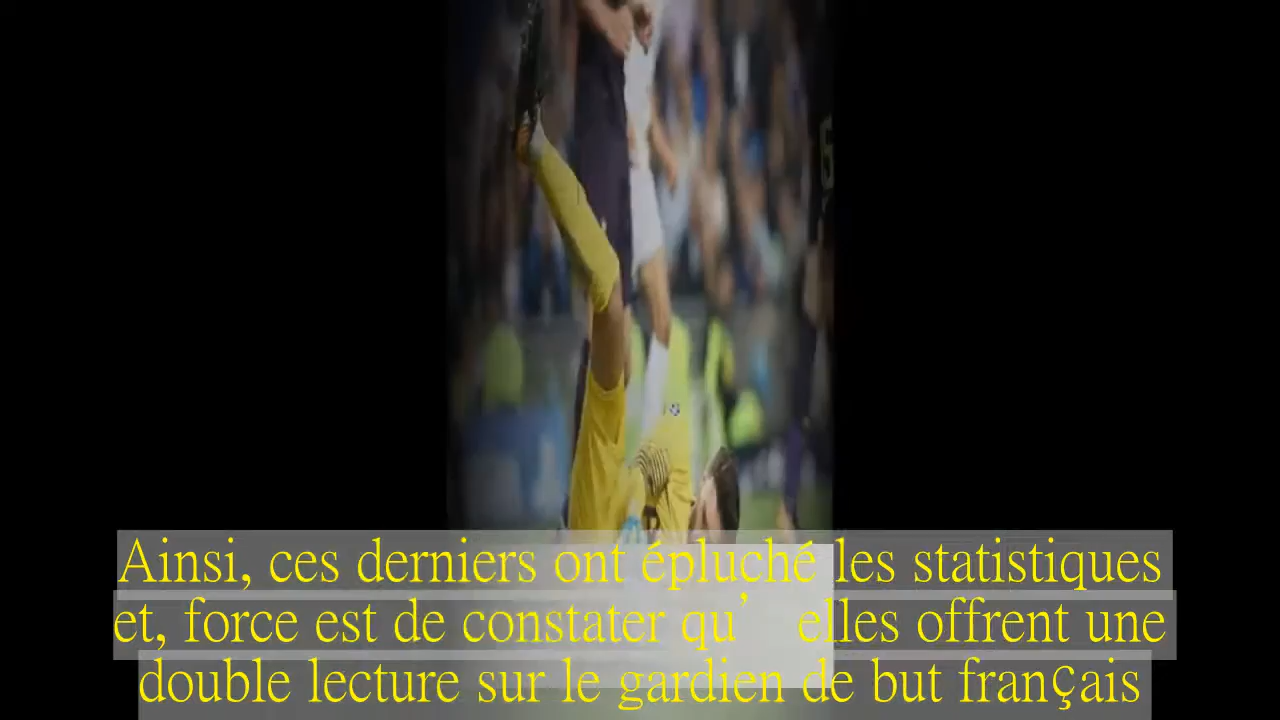 Ainsi, ces derniers ont épluché les statistiques
et, force est de constater qu’elles offrent une
double lecture sur le gardien de but français